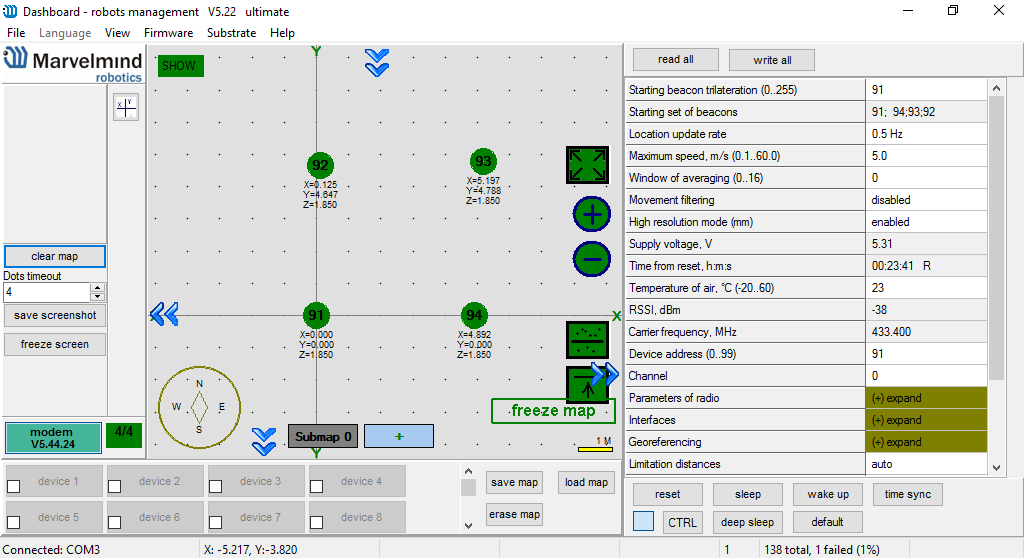 Dashboard - robots management V5.22 ultimate
File Language View Firmware Substrate Help
Marvelmind
robotics
X Y
clear map
Dots timeout
4
save screenshot
freeze screen
modem
V5.44.24
4/4
SHOW
Y
92
X=0.125
Y=4.647
Z=1.850
93
X=5.197
Y=4.788
Z=1.850
91
X=0.000
Y=0.000
Z=1.850
94
X=4.892
Y=0.000
Z=1.850
X
N
W E
S
freeze map
Submap 0
+
Y
1 M
read all write all
Starting beacon trilateration (0..255) 91
Starting set of beacons 91; 94;93;92
Location update rate 0.5 Hz
Maximum speed, m/s (0.1..60.0) 5.0
Window of averaging (0..16) 0
Movement filtering disabled
High resolution mode (mm) enabled
Supply voltage, V 5.31
Time from reset, h:m:s 00:23:41 R
Temperature of air, °C (-20..60) 23
RSSI, dBm -38
Carrier frequency, MHz 433.400
Device address (0..99) 91
Channel 0
Parameters of radio (+) expand
Interfaces (+) expand
Georeferencing (+) expand
Limitation distances auto
device 1 device 2 device 3 device 4
device 5 device 6 device 7 device 8
save map load map
erase map
reset sleep wake up time sync
CTRL deep sleep default
Connected: COM3 X: -5.217, Y:-3.820 1 138 total, 1 failed (1%)